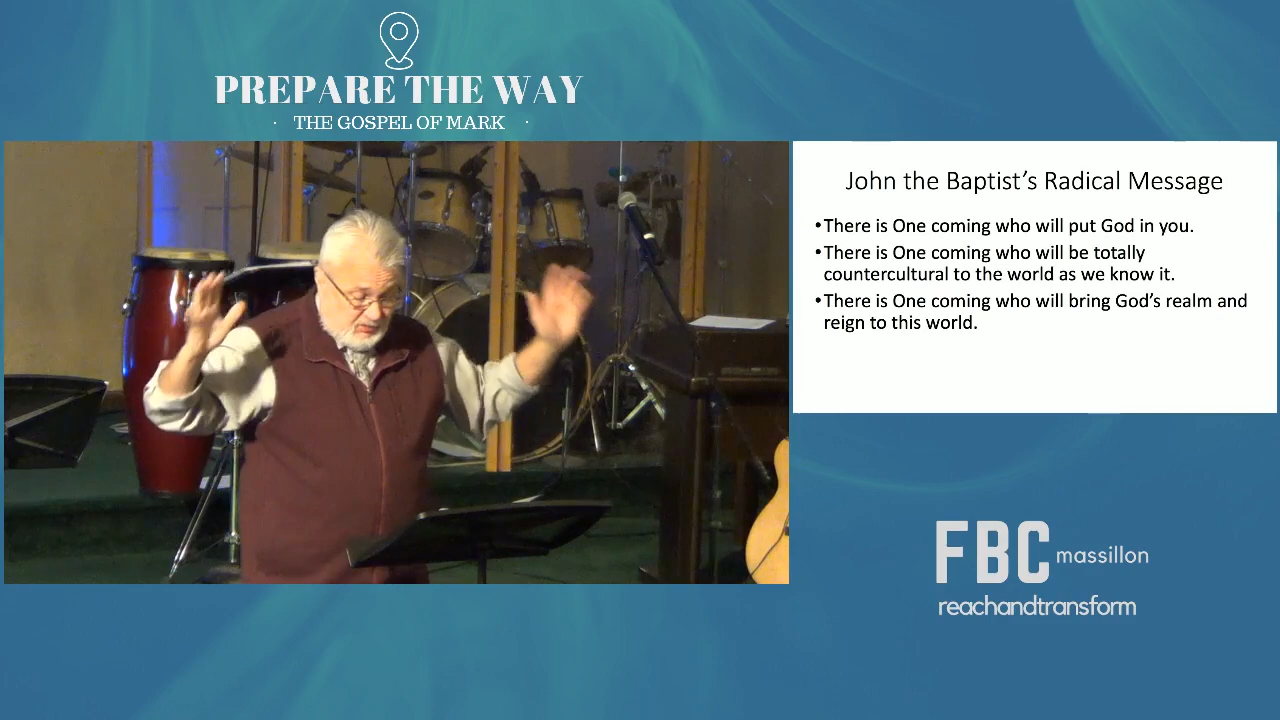 PREPARE THE WAY
· THE GOSPEL OF MARK ·
John the Baptist’s Radical Message
•There is One coming who will put God in you.
•There is One coming who will be totally
countercultural to the world as we know it.
•There is One coming who will bring God’s realm and
reign to this world.
FBC massillon
reachandtransform